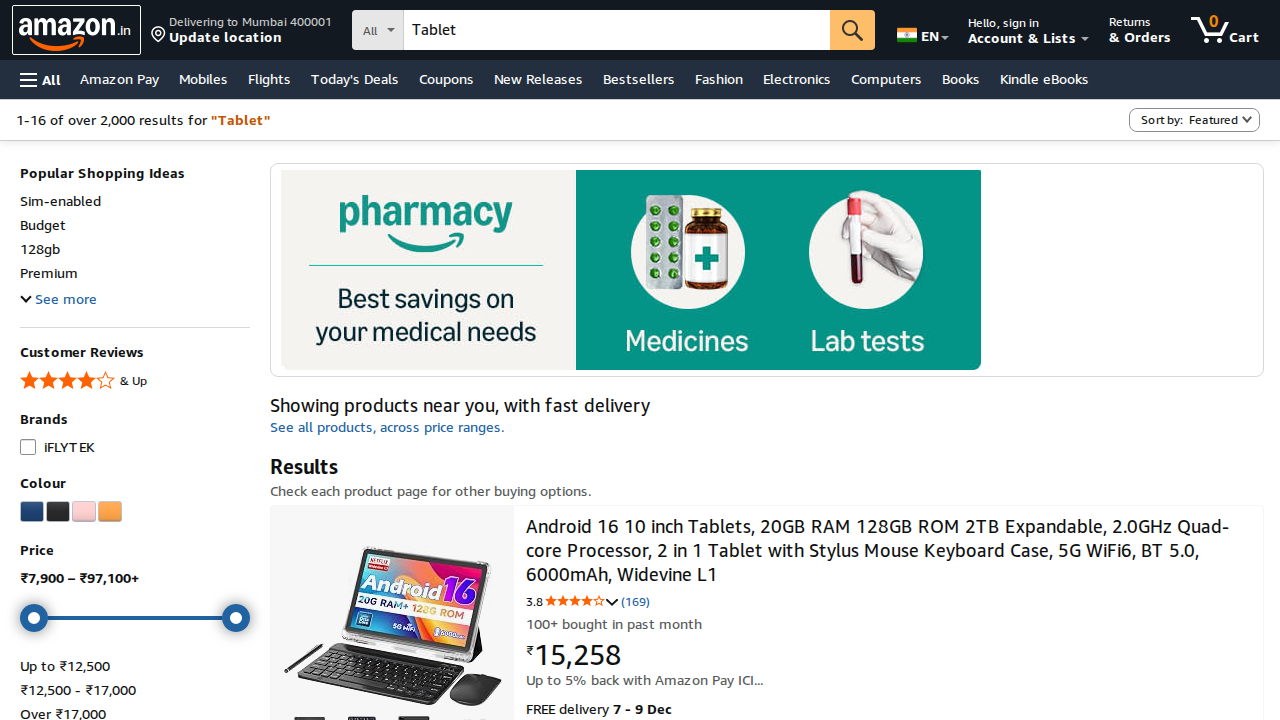 amazon.in
Delivering to Mumbai 400001
Update location
All
Tablet
EN
Hello, sign in
Account & Lists
Returns
& Orders
0
Cart
All
Amazon Pay
Mobiles
Flights
Today's Deals
Coupons
New Releases
Bestsellers
Fashion
Electronics
Computers
Books
Kindle eBooks
1-16 of over 2,000 results for "Tablet"
Sort by: Featured
Popular Shopping Ideas
Sim-enabled
Budget
128gb
Premium
See more
Customer Reviews
& Up
Brands
iFLYTEK
Colour
Price
₹7,900 – ₹97,100+
Up to ₹12,500
₹12,500 - ₹17,000
Over ₹17,000
pharmacy
Best savings on
your medical needs
Medicines
Lab tests
Showing products near you, with fast delivery
See all products, across price ranges.
Results
Check each product page for other buying options.
NETFLIX
Widevine L1
Android 16
20G RAM+ 128G ROM
5G WiFi
Android 16 10 inch Tablets, 20GB RAM 128GB ROM 2TB Expandable, 2.0GHz Quad-
core Processor, 2 in 1 Tablet with Stylus Mouse Keyboard Case, 5G WiFi6, BT 5.0,
6000mAh, Widevine L1
3.8 (169)
100+ bought in past month
₹15,258
Up to 5% back with Amazon Pay ICI...
FREE delivery 7 - 9 Dec